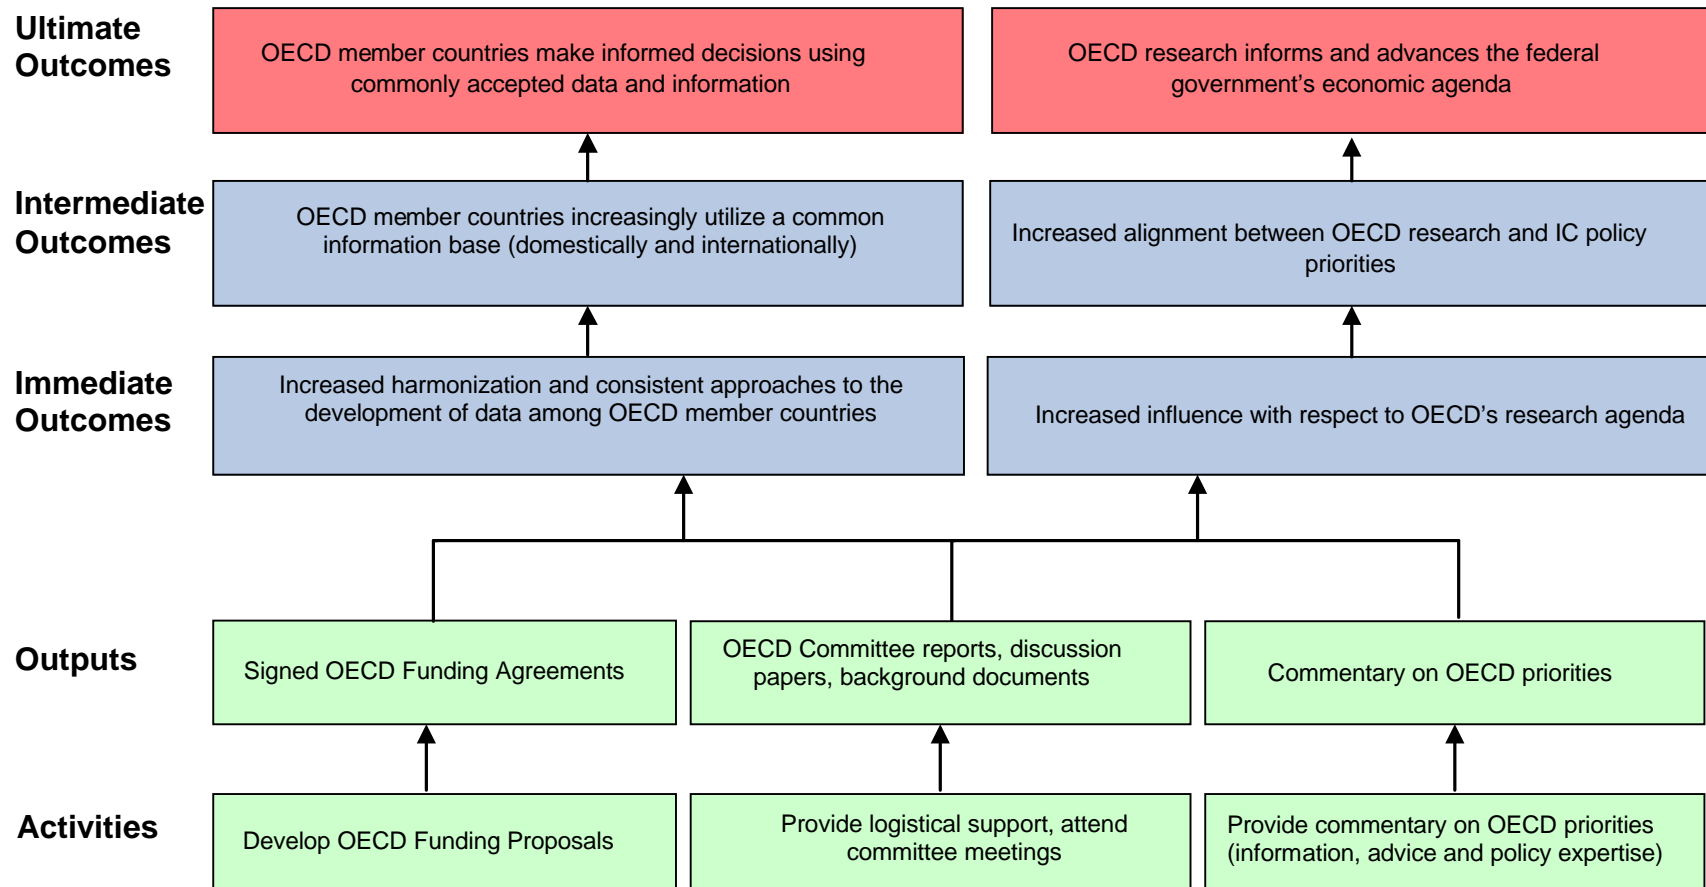 Ultimate
Outcomes
OECD member countries make informed decisions using
commonly accepted data and information
OECD research informs and advances the federal
government’s economic agenda
Intermediate
Outcomes
OECD member countries increasingly utilize a common
information base (domestically and internationally)
Increased alignment between OECD research and IC policy
priorities
Immediate
Outcomes
Increased harmonization and consistent approaches to the
development of data among OECD member countries
Increased influence with respect to OECD’s research agenda
Outputs
Signed OECD Funding Agreements
OECD Committee reports, discussion
papers, background documents
Commentary on OECD priorities
Activities
Develop OECD Funding Proposals
Provide logistical support, attend
committee meetings
Provide commentary on OECD priorities
(information, advice and policy expertise)